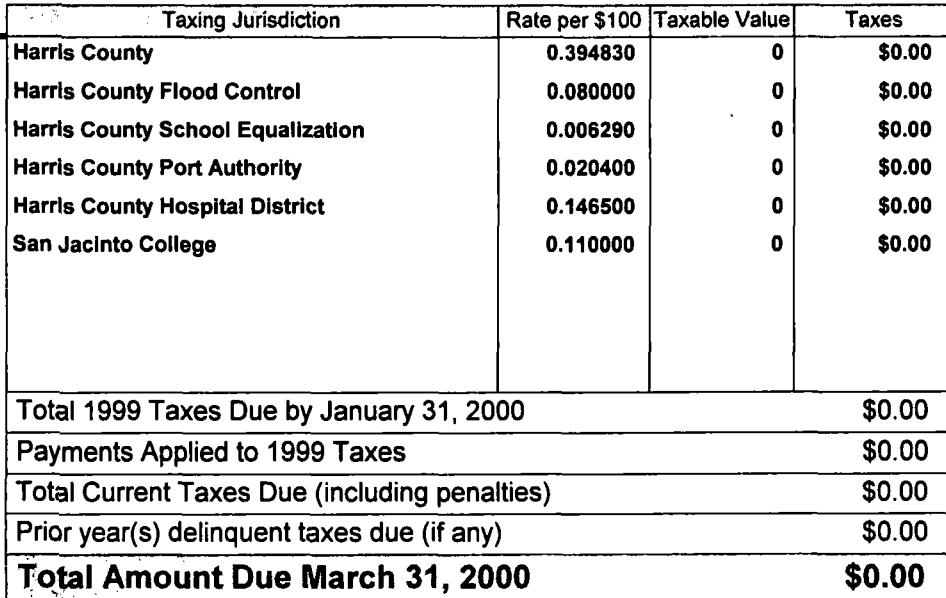 Taxing Jurisdiction Rate per $100 Taxable Value Taxes
Harris County 0.394830 0 $0.00
Harris County Flood Control 0.080000 0 $0.00
Harris County School Equalization 0.006290 0 $0.00
Harris County Port Authority 0.020400 0 $0.00
Harris County Hospital District 0.146500 0 $0.00
San Jacinto College 0.110000 0 $0.00
Total 1999 Taxes Due by January 31, 2000 $0.00
Payments Applied to 1999 Taxes $0.00
Total Current Taxes Due (including penalties) $0.00
Prior year(s) delinquent taxes due (if any) $0.00
Total Amount Due March 31, 2000 $0.00